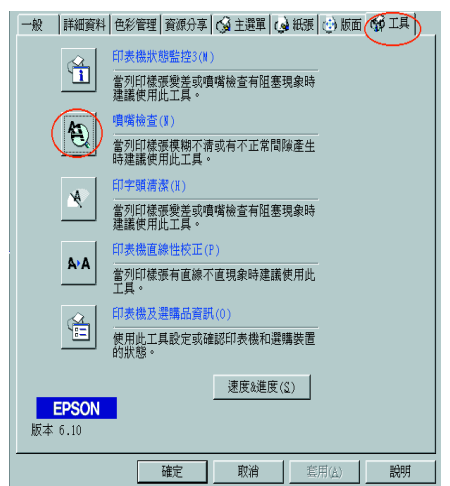 一般 詳細資料 色彩管理 資源分享 主選單 紙張 版面 工具
印表機狀態監控3(M)
當列印樣張變差或噴嘴檢查有阻塞現象時
建議使用此工具。
噴嘴檢查(N)
當列印樣張模糊不清或有不正常間隙產生
時建議使用此工具。
印字頭清潔(H)
當列印樣張變差或噴嘴檢查有阻塞現象時
建議使用此工具。
印表機直線性校正(P)
當列印樣張有直線不直現象時建議使用此
工具。
印表機及選購品資訊(O)
使用此工具設定或確認印表機和選購裝置
的狀態。
速度&進度(S)
EPSON
版本 6.10
確定 取消 套用(A) 說明